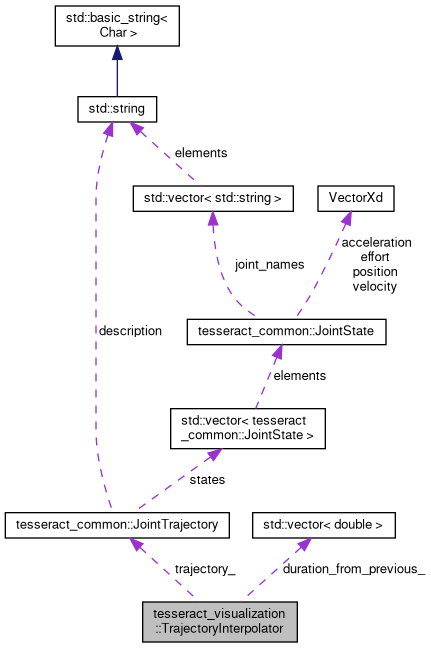 std::basic_string<
Char >
std::string
elements
std::vector< std::string >
VectorXd
acceleration
effort
position
velocity
joint_names
description
tesseract_common::JointState
elements
std::vector< tesseract
_common::JointState >
states
tesseract_common::JointTrajectory
std::vector< double >
trajectory_
duration_from_previous_
tesseract_visualization
::TrajectoryInterpolator